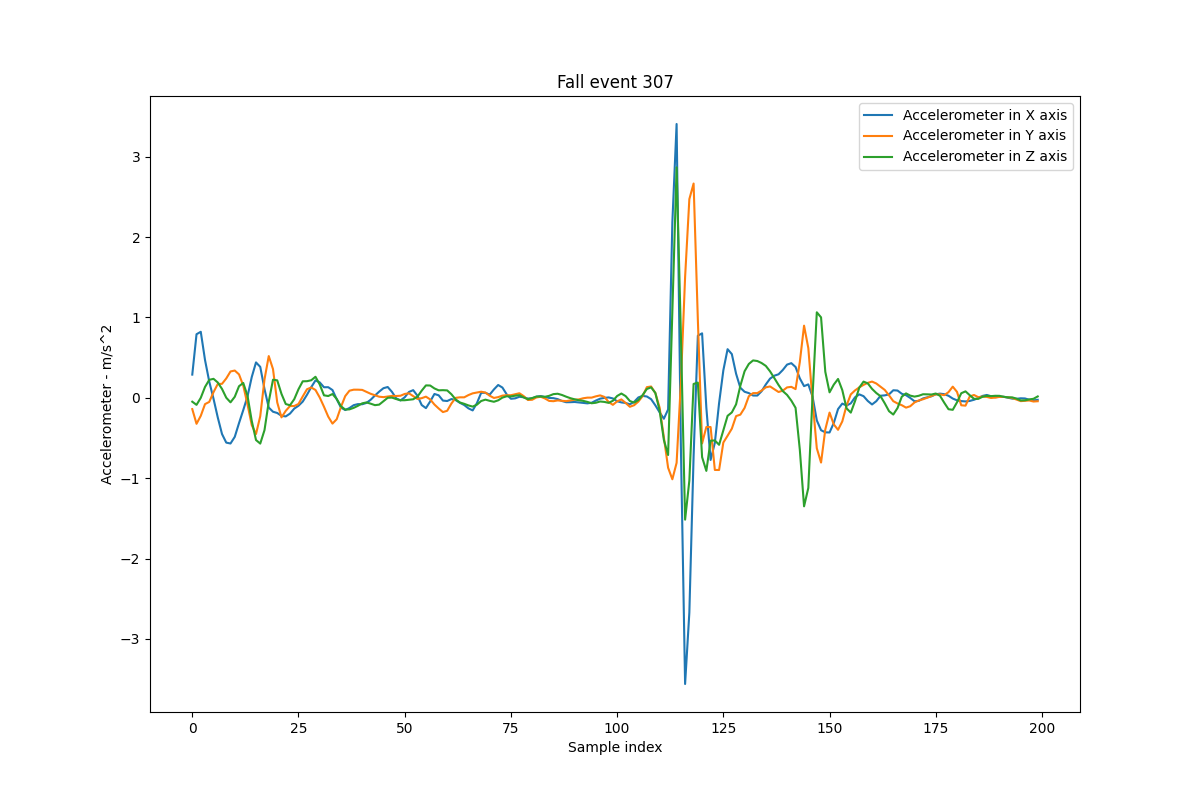 Fall event 307
Accelerometer in X axis
Accelerometer in Y axis
Accelerometer in Z axis
Accelerometer - m/s^2
3
2
1
0
−1
−2
−3
0 25 50 75 100 125 150 175 200
Sample index